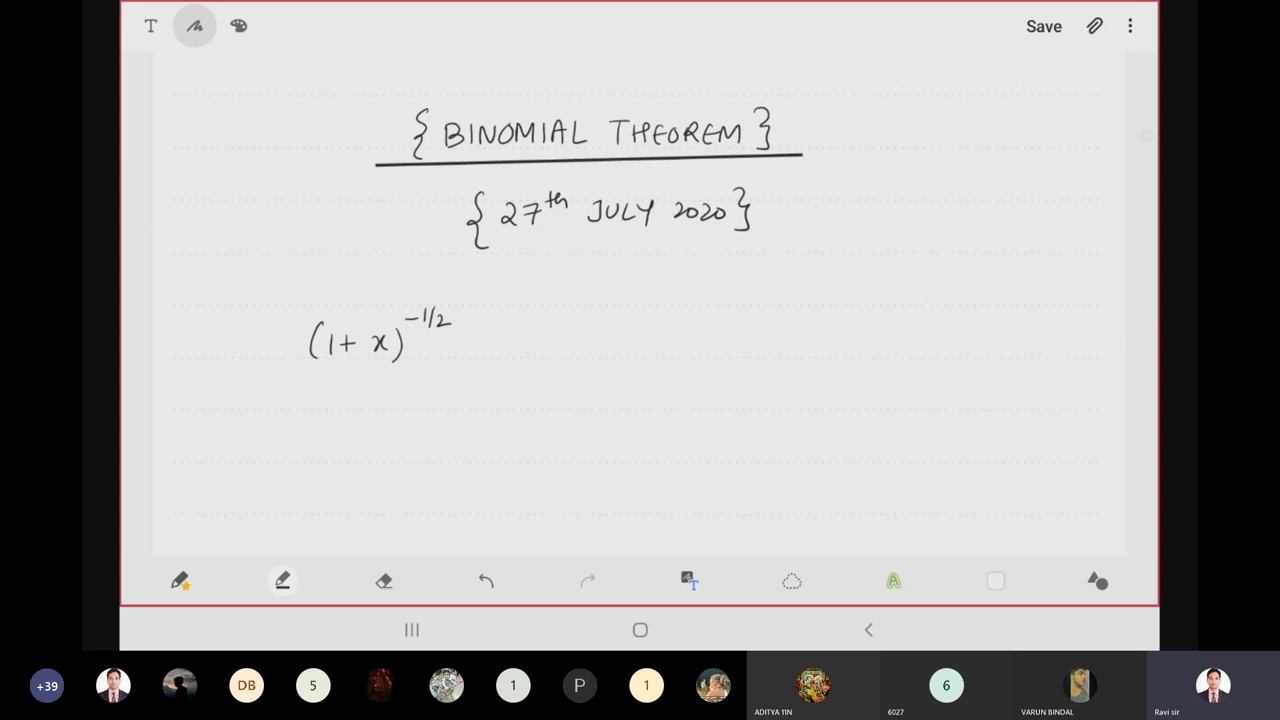 T Save
{ BINOMIAL THEOREM }
{ 27th JULY 2020 }
(1+ x)^-1/2
T A
+39 DB 5 1 P 1 6
ADITYA 11N 6027 VARUN BINDAL Ravi sir